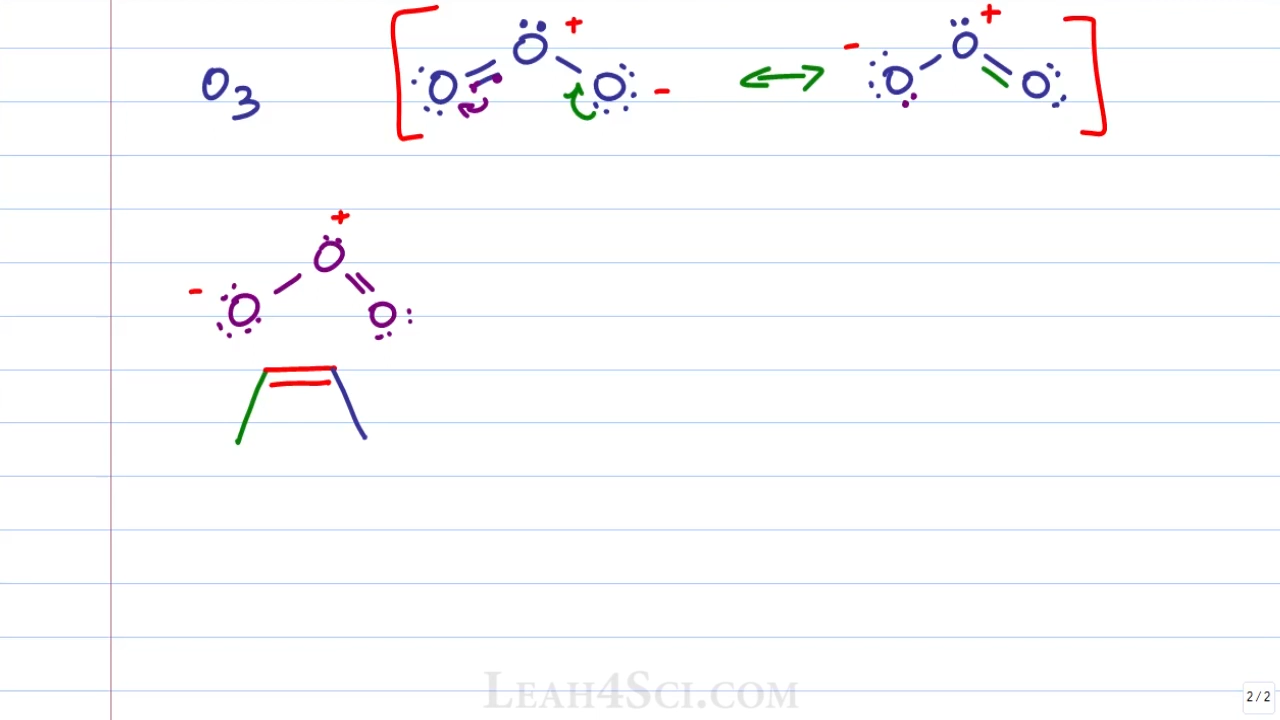 O3 [ O = O + - O - ↔ - O - O + = O ]
+
- O - O = O
LEAH4SCI.COM
2 / 2